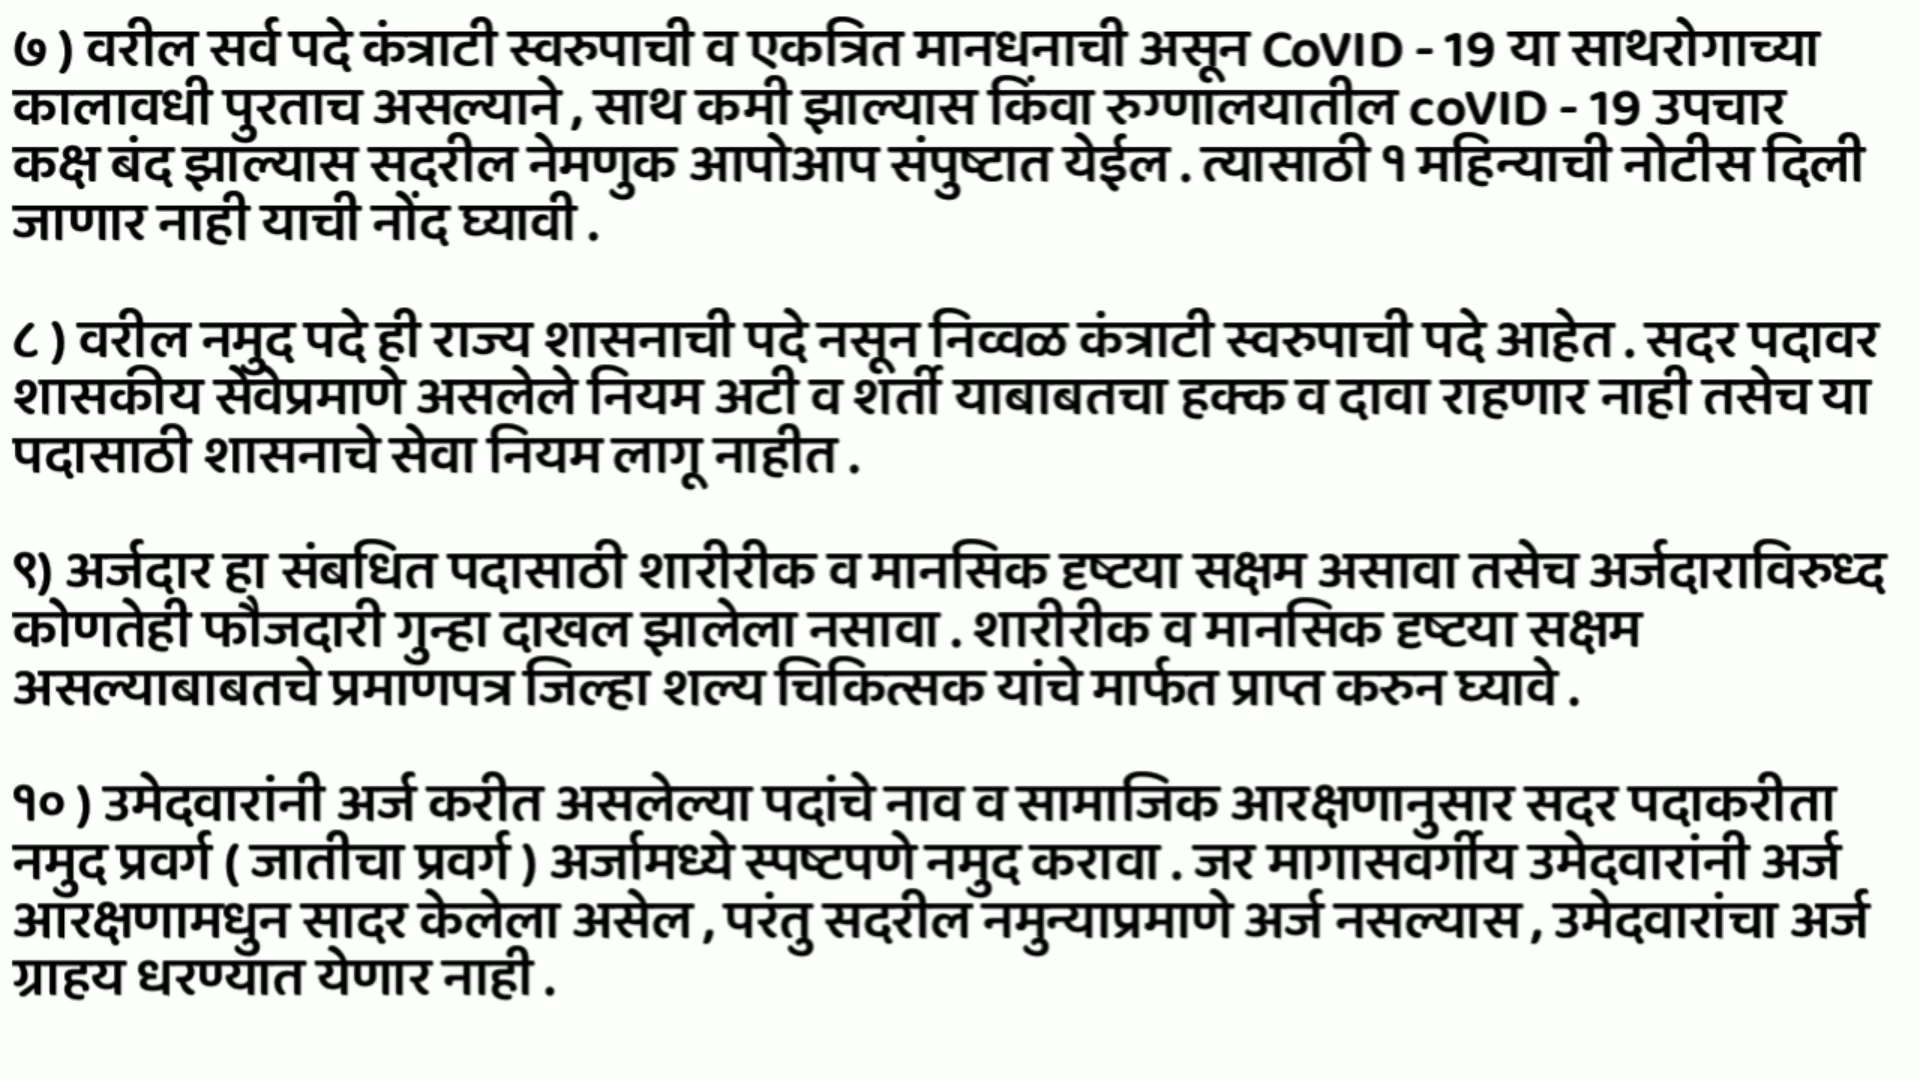 ७ ) वरील सर्व पदे कंत्राटी स्वरुपाची व एकत्रित मानधनाची असून CoVID - 19 या साथरोगाच्या
कालावधी पुरताच असल्याने , साथ कमी झाल्यास किंवा रुग्णालयातील coVID - 19 उपचार
कक्ष बंद झाल्यास सदरील नेमणुक आपोआप संपुष्टात येईल . त्यासाठी १ महिन्याची नोटीस दिली
जाणार नाही याची नोंद घ्यावी .
८ ) वरील नमुद पदे ही राज्य शासनाची पदे नसून निव्वळ कंत्राटी स्वरुपाची पदे आहेत . सदर पदावर
शासकीय सेवेप्रमाणे असलेले नियम अटी व शर्ती याबाबतचा हक्क व दावा राहणार नाही तसेच या
पदासाठी शासनाचे सेवा नियम लागू नाहीत .
९) अर्जदार हा संबधित पदासाठी शारीरीक व मानसिक दृष्टया सक्षम असावा तसेच अर्जदाराविरुध्द
कोणतेही फौजदारी गुन्हा दाखल झालेला नसावा . शारीरीक व मानसिक दृष्टया सक्षम
असल्याबाबतचे प्रमाणपत्र जिल्हा शल्य चिकित्सक यांचे मार्फत प्राप्त करुन घ्यावे .
१० ) उमेदवारांनी अर्ज करीत असलेल्या पदांचे नाव व सामाजिक आरक्षणानुसार सदर पदाकरीता
नमुद प्रवर्ग ( जातीचा प्रवर्ग ) अर्जामध्ये स्पष्टपणे नमुद करावा . जर मागासवर्गीय उमेदवारांनी अर्ज
आरक्षणामधुन सादर केलेला असेल , परंतु सदरील नमुन्याप्रमाणे अर्ज नसल्यास , उमेदवारांचा अर्ज
ग्राहय धरण्यात येणार नाही .